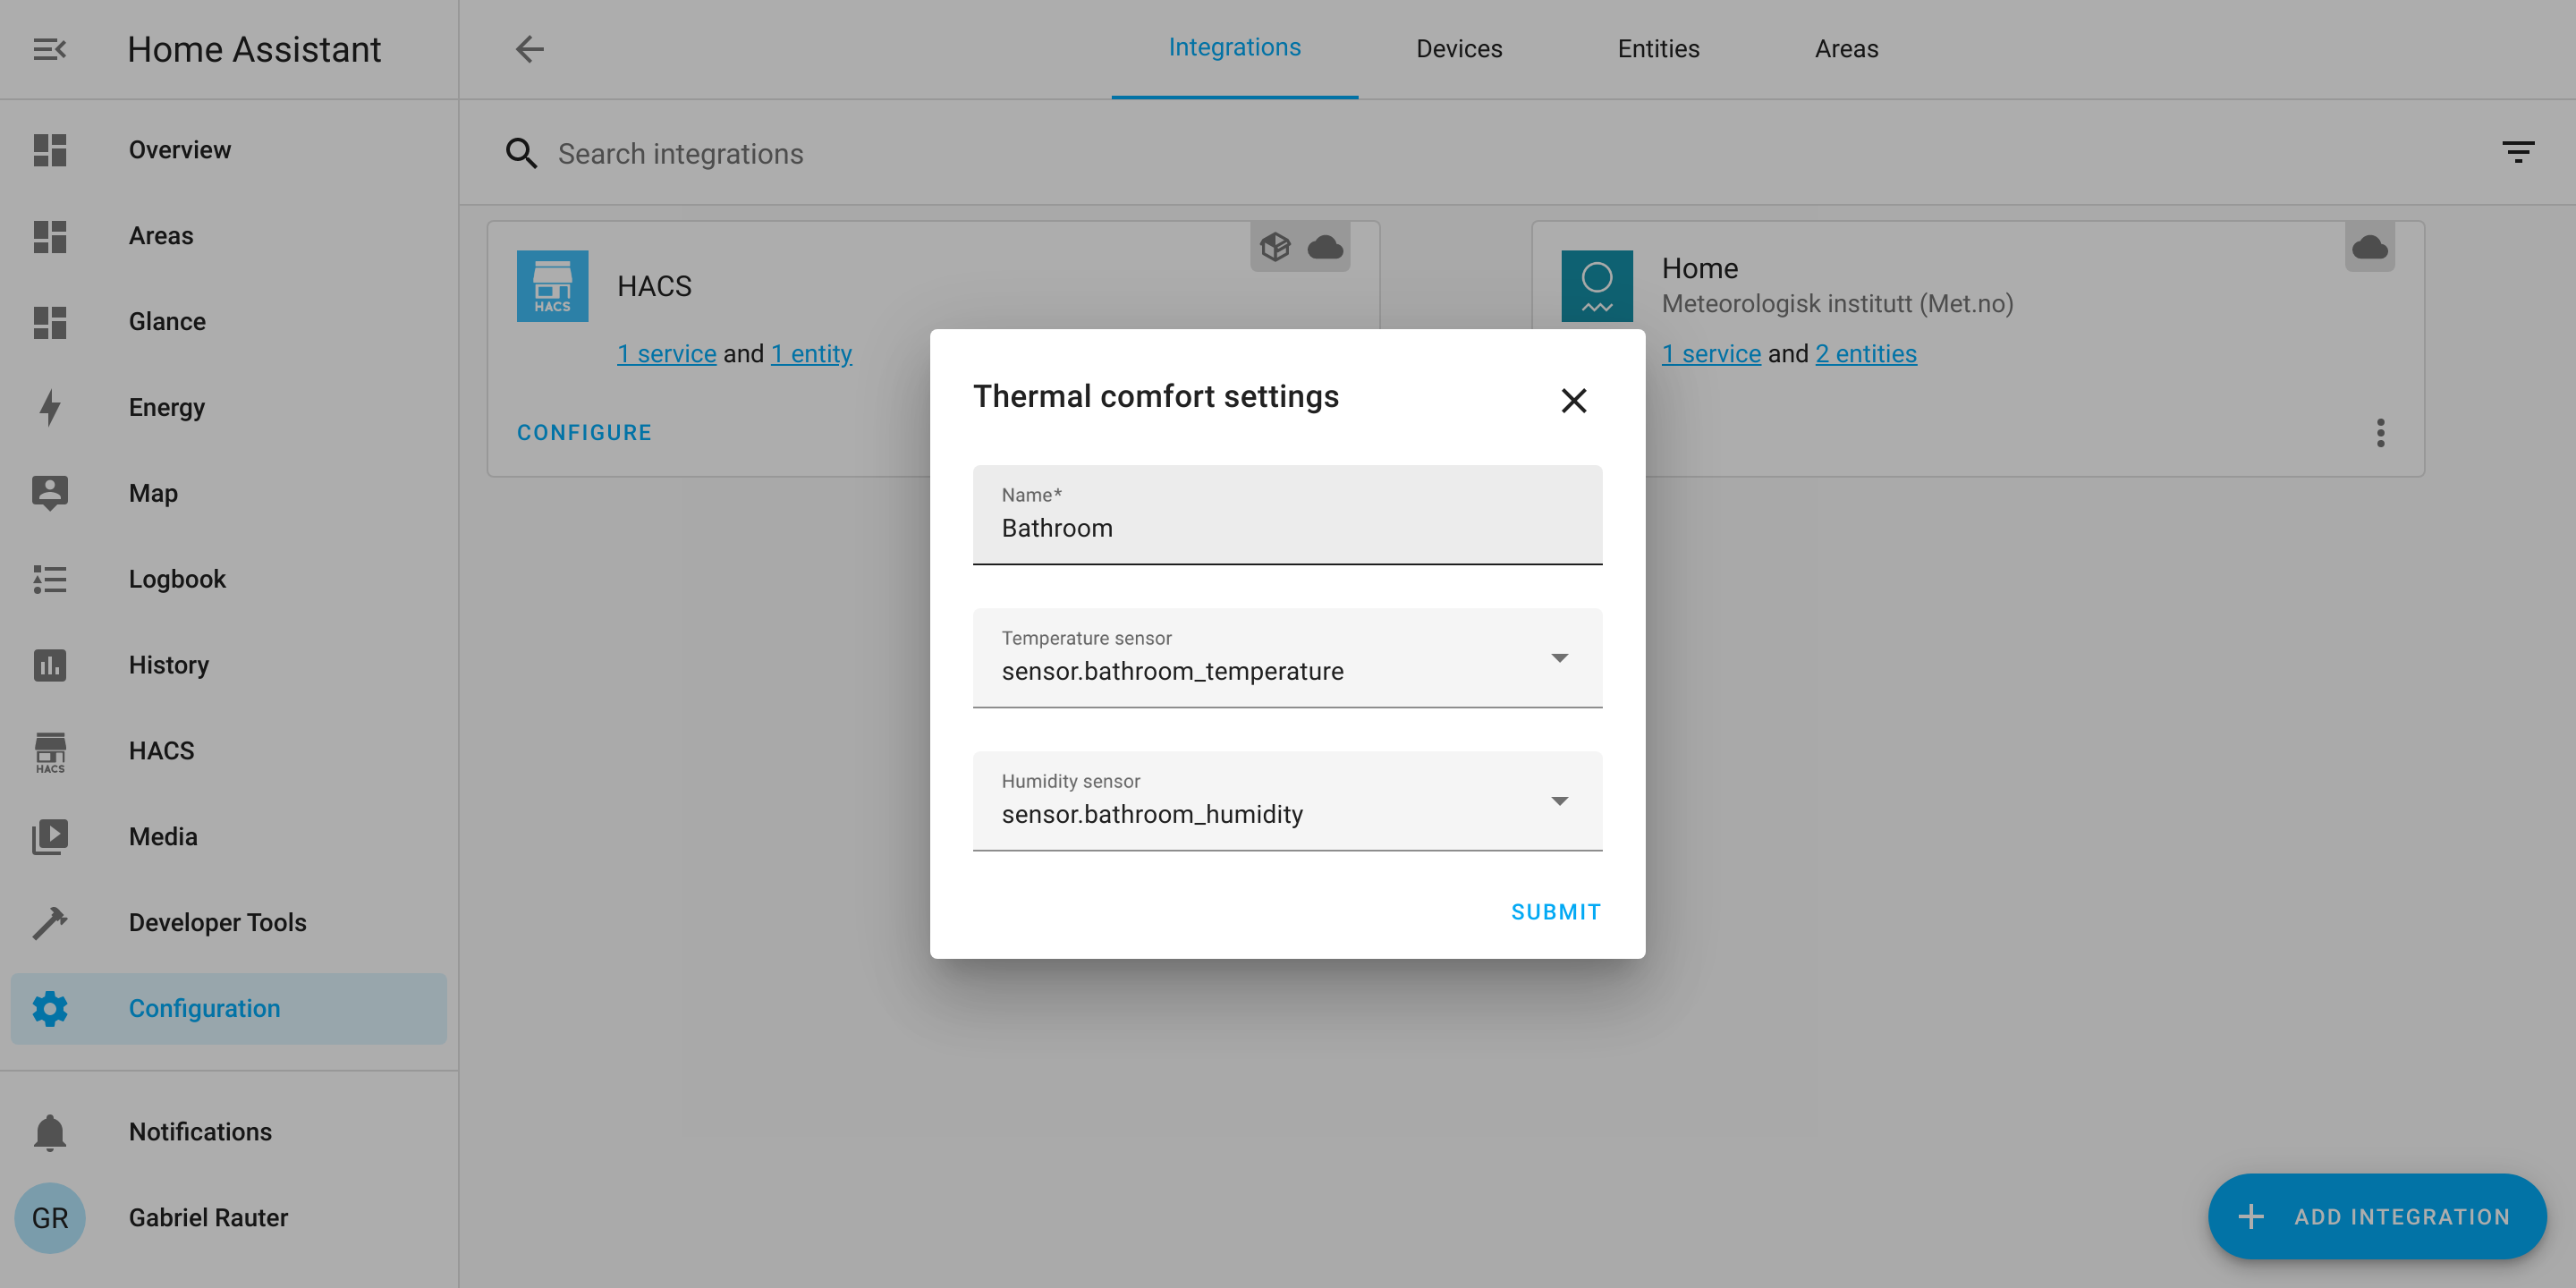 Home Assistant
Integrations
Devices
Entities
Areas
Search integrations
Overview
Areas
Glance
Energy
Map
Logbook
History
HACS
HACS
Media
Developer Tools
Configuration
Notifications
GR
Gabriel Rauter
HACS
HACS
1 service and 1 entity
CONFIGURE
Home
Meteorologisk institutt (Met.no)
1 service and 2 entities
Thermal comfort settings
Name*
Bathroom
Temperature sensor
sensor.bathroom_temperature
Humidity sensor
sensor.bathroom_humidity
SUBMIT
ADD INTEGRATION